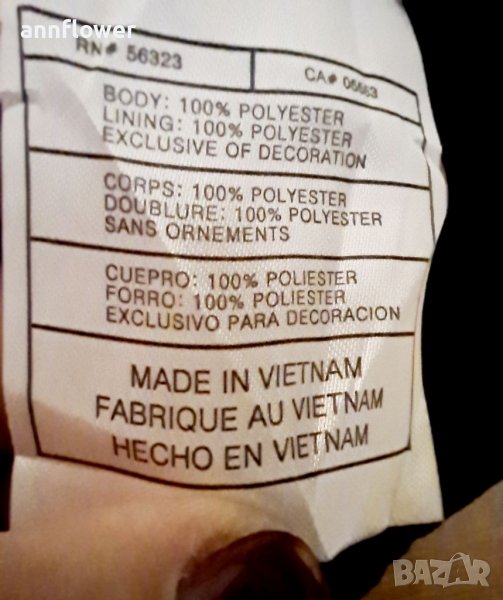 annflower
RN# 56323
CA# 05553
BODY: 100% POLYESTER
LINING: 100% POLYESTER
EXCLUSIVE OF DECORATION
CORPS: 100% POLYESTER
DOUBLURE: 100% POLYESTER
SANS ORNEMENTS
CUEPRO: 100% POLIESTER
FORRO: 100% POLIESTER
EXCLUSIVO PARA DECORACION
MADE IN VIETNAM
FABRIQUE AU VIETNAM
HECHO EN VIETNAM
BAZAR